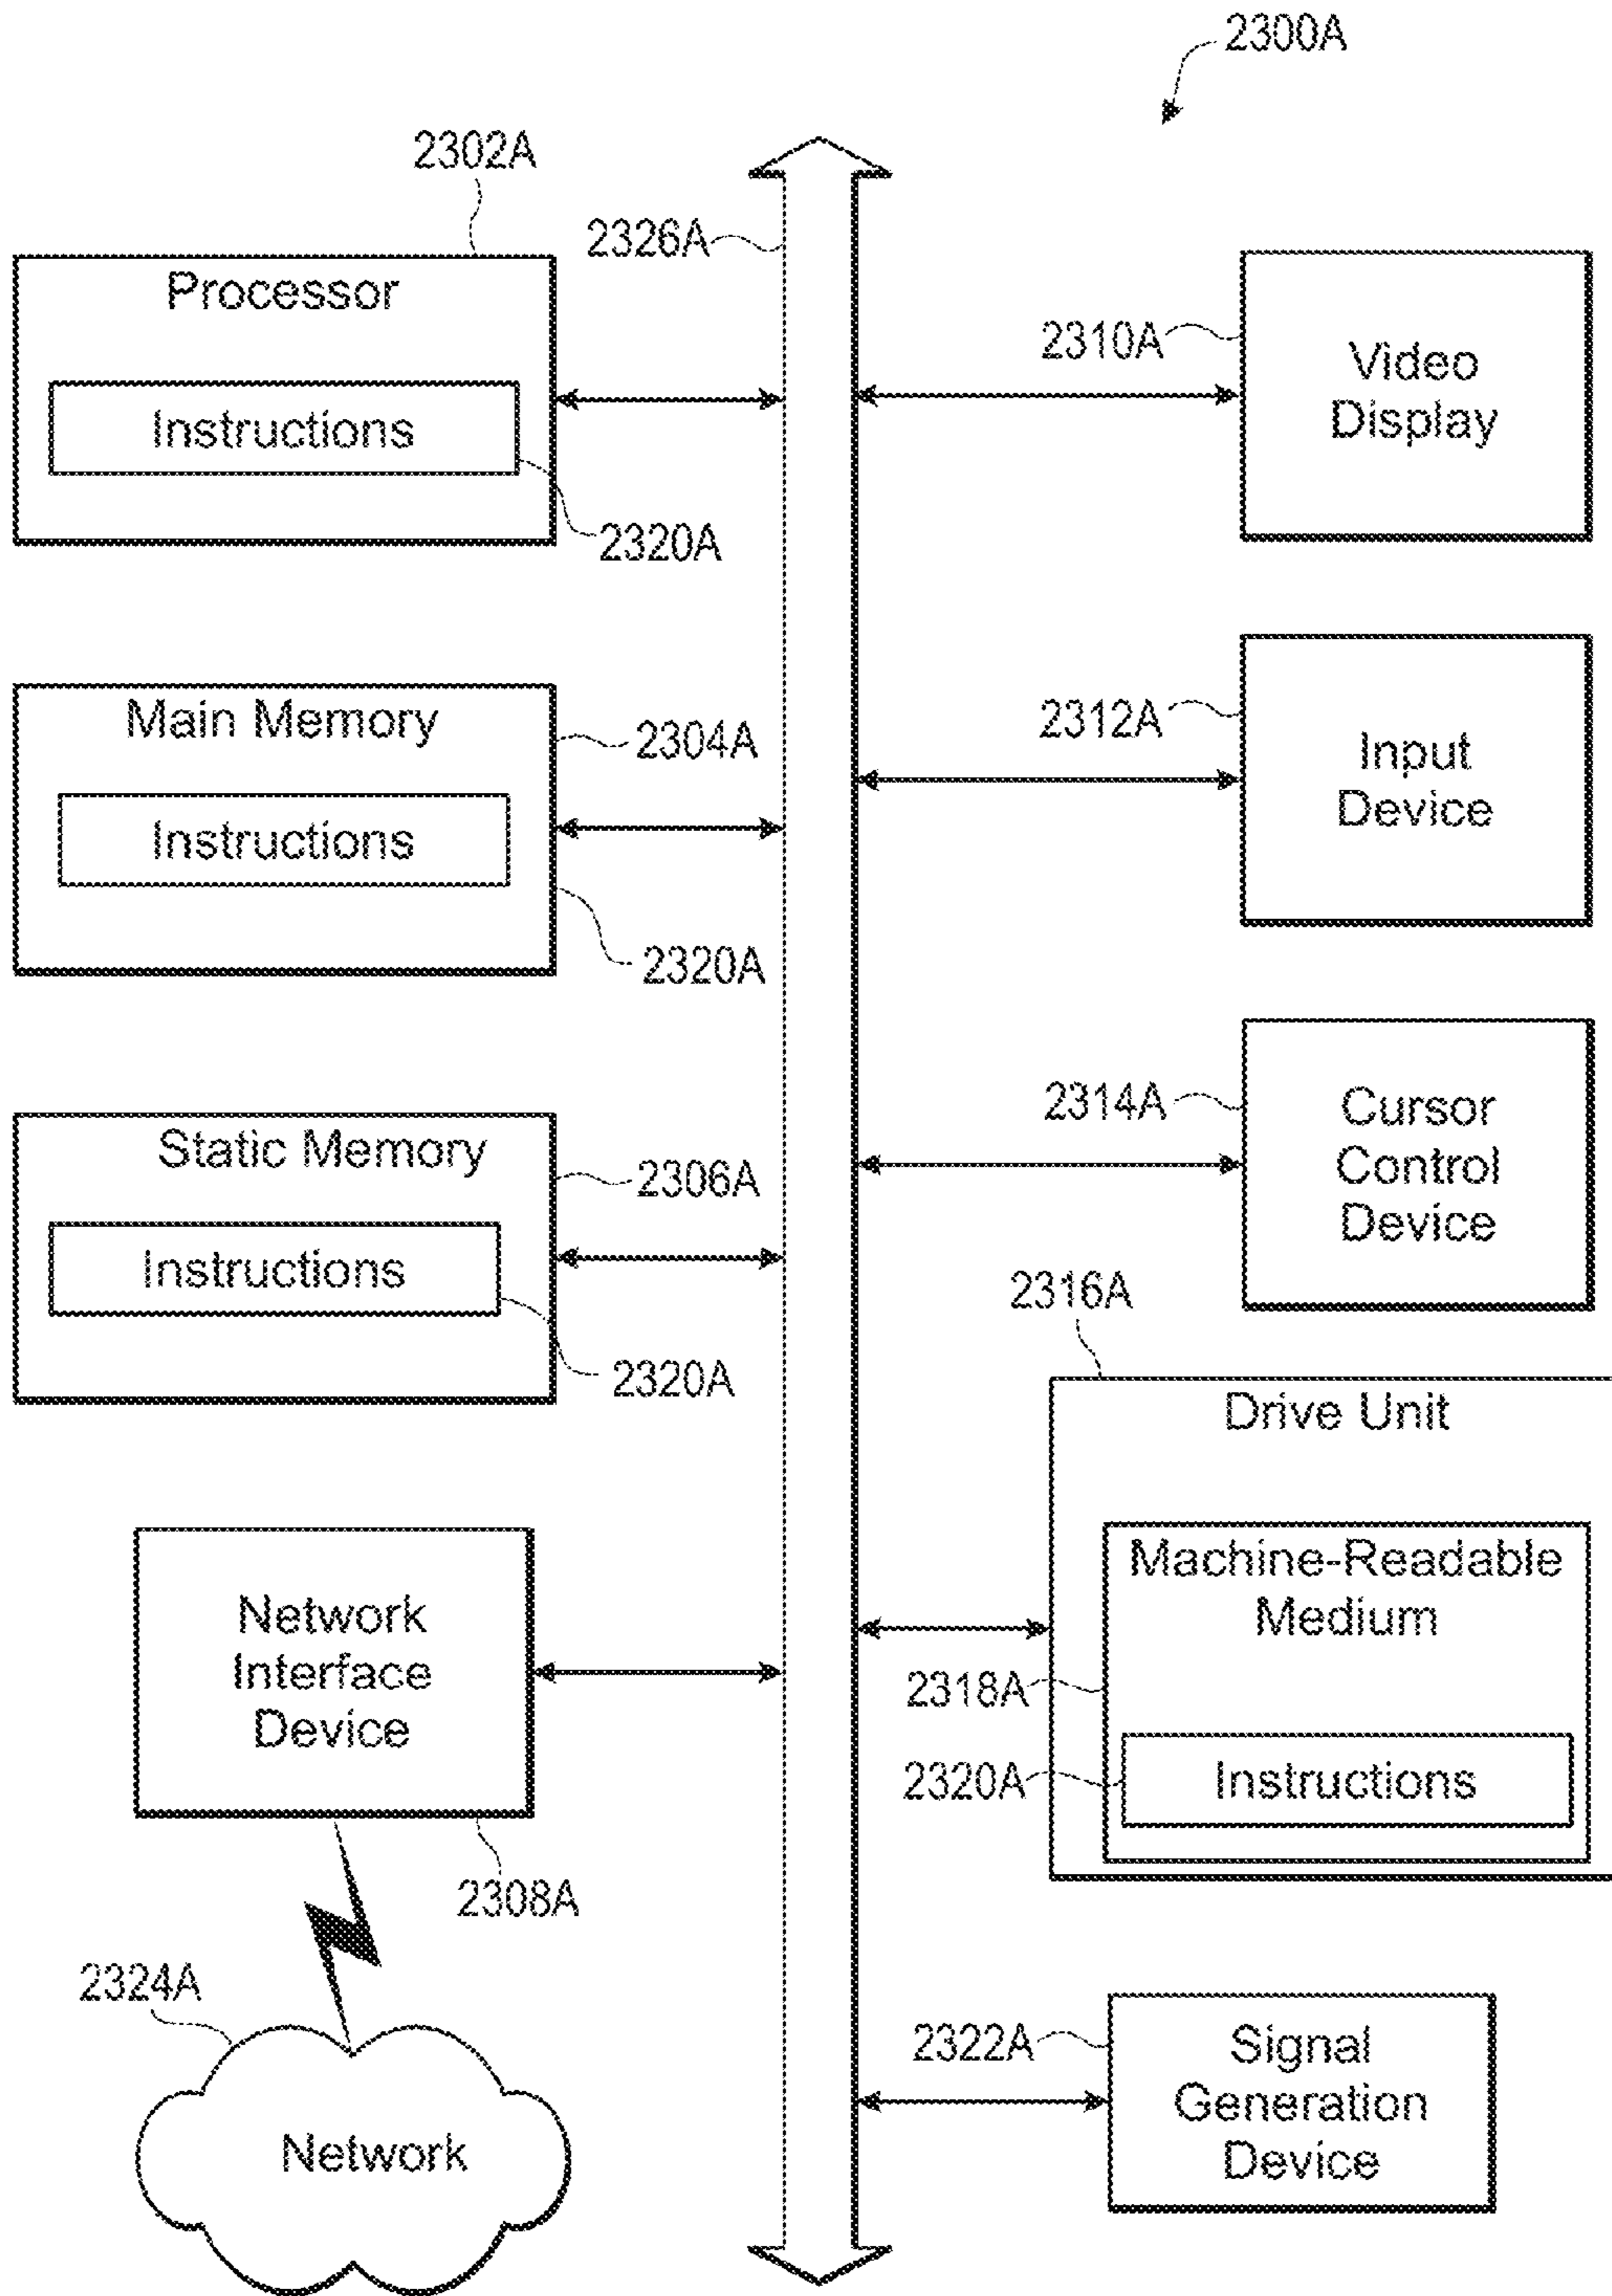 2300A
2302A
2326A
Processor
Instructions
2320A
2310A
Video
Display
Main Memory
2304A
Instructions
2320A
2312A
Input
Device
Static Memory
2306A
Instructions
2320A
2314A
Cursor
Control
Device
2316A
Drive Unit
Machine-Readable
Medium
2318A
2320A
Instructions
Network
Interface
Device
2308A
2324A
Network
2322A
Signal
Generation
Device